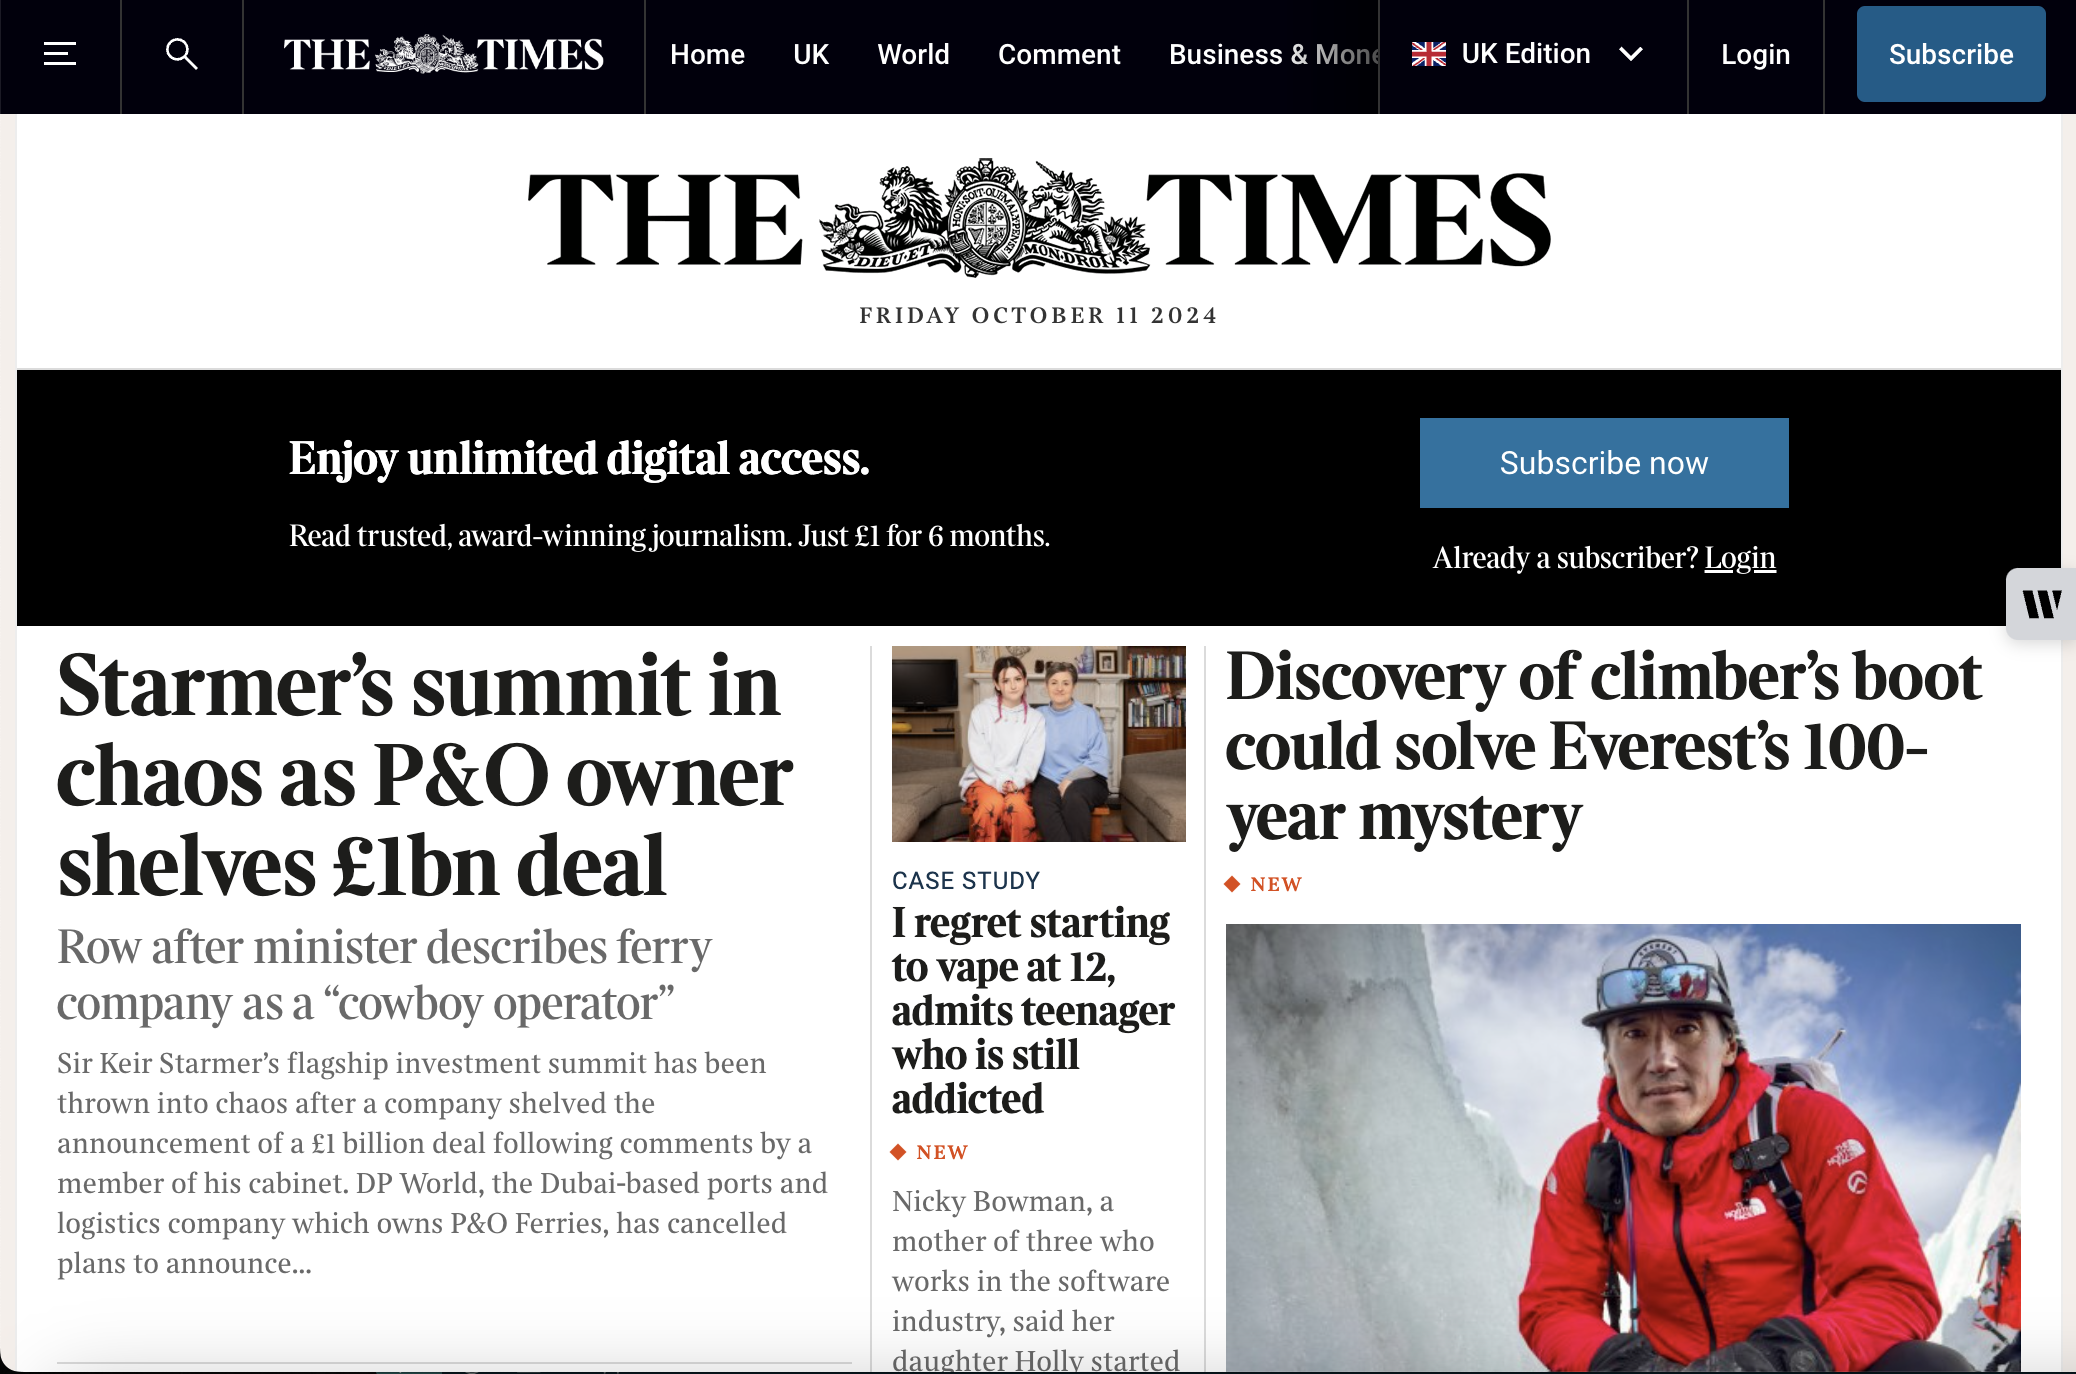 THE TIMES
Home
UK
World
Comment
Business & Mone
UK Edition
Login
Subscribe
THE TIMES
HONI·SOIT·QUI·MAL·Y·PENSE
DIEU·ET MON·DROIT
FRIDAY OCTOBER 11 2024
Enjoy unlimited digital access.
Read trusted, award-winning journalism. Just £1 for 6 months.
Subscribe now
Already a subscriber? Login
Starmer’s summit in
chaos as P&O owner
shelves £1bn deal
Row after minister describes ferry
company as a “cowboy operator”
Sir Keir Starmer’s flagship investment summit has been
thrown into chaos after a company shelved the
announcement of a £1 billion deal following comments by a
member of his cabinet. DP World, the Dubai-based ports and
logistics company which owns P&O Ferries, has cancelled
plans to announce...
CASE STUDY
I regret starting
to vape at 12,
admits teenager
who is still
addicted
NEW
Nicky Bowman, a
mother of three who
works in the software
industry, said her
daughter Holly started
Discovery of climber’s boot
could solve Everest’s 100-
year mystery
NEW
EVEREST
THE NORTH FACE
THE NORTH FACE
W